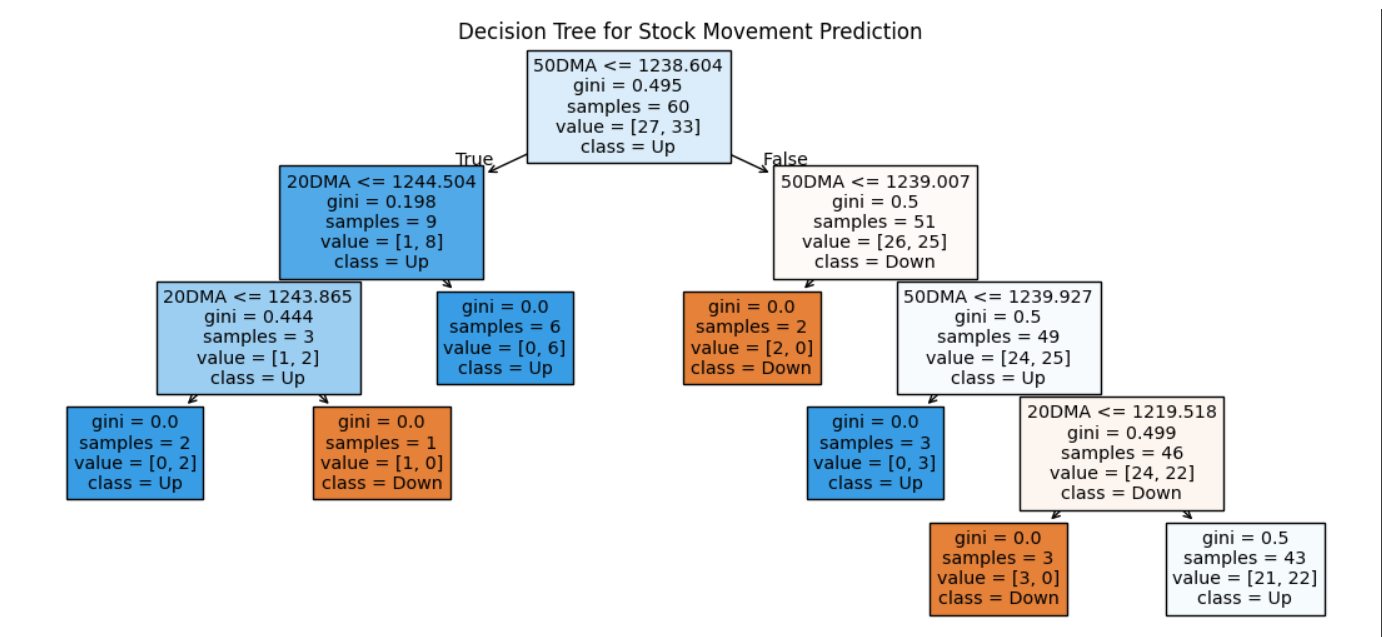 Decision Tree for Stock Movement Prediction
50DMA <= 1238.604
gini = 0.495
samples = 60
value = [27, 33]
class = Up
True
False
20DMA <= 1244.504
gini = 0.198
samples = 9
value = [1, 8]
class = Up
50DMA <= 1239.007
gini = 0.5
samples = 51
value = [26, 25]
class = Down
20DMA <= 1243.865
gini = 0.444
samples = 3
value = [1, 2]
class = Up
gini = 0.0
samples = 6
value = [0, 6]
class = Up
gini = 0.0
samples = 2
value = [2, 0]
class = Down
50DMA <= 1239.927
gini = 0.5
samples = 49
value = [24, 25]
class = Up
gini = 0.0
samples = 2
value = [0, 2]
class = Up
gini = 0.0
samples = 1
value = [1, 0]
class = Down
gini = 0.0
samples = 3
value = [0, 3]
class = Up
20DMA <= 1219.518
gini = 0.499
samples = 46
value = [24, 22]
class = Down
gini = 0.0
samples = 3
value = [3, 0]
class = Down
gini = 0.5
samples = 43
value = [21, 22]
class = Up